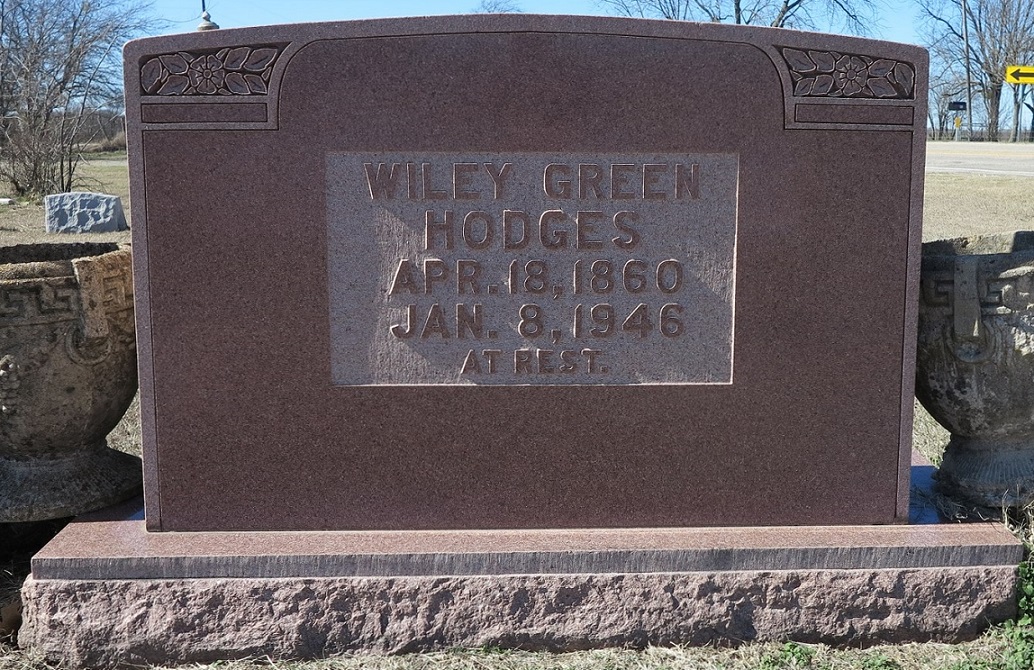 WILEY GREEN
HODGES
APR. 18, 1860
JAN. 8, 1946
AT REST.